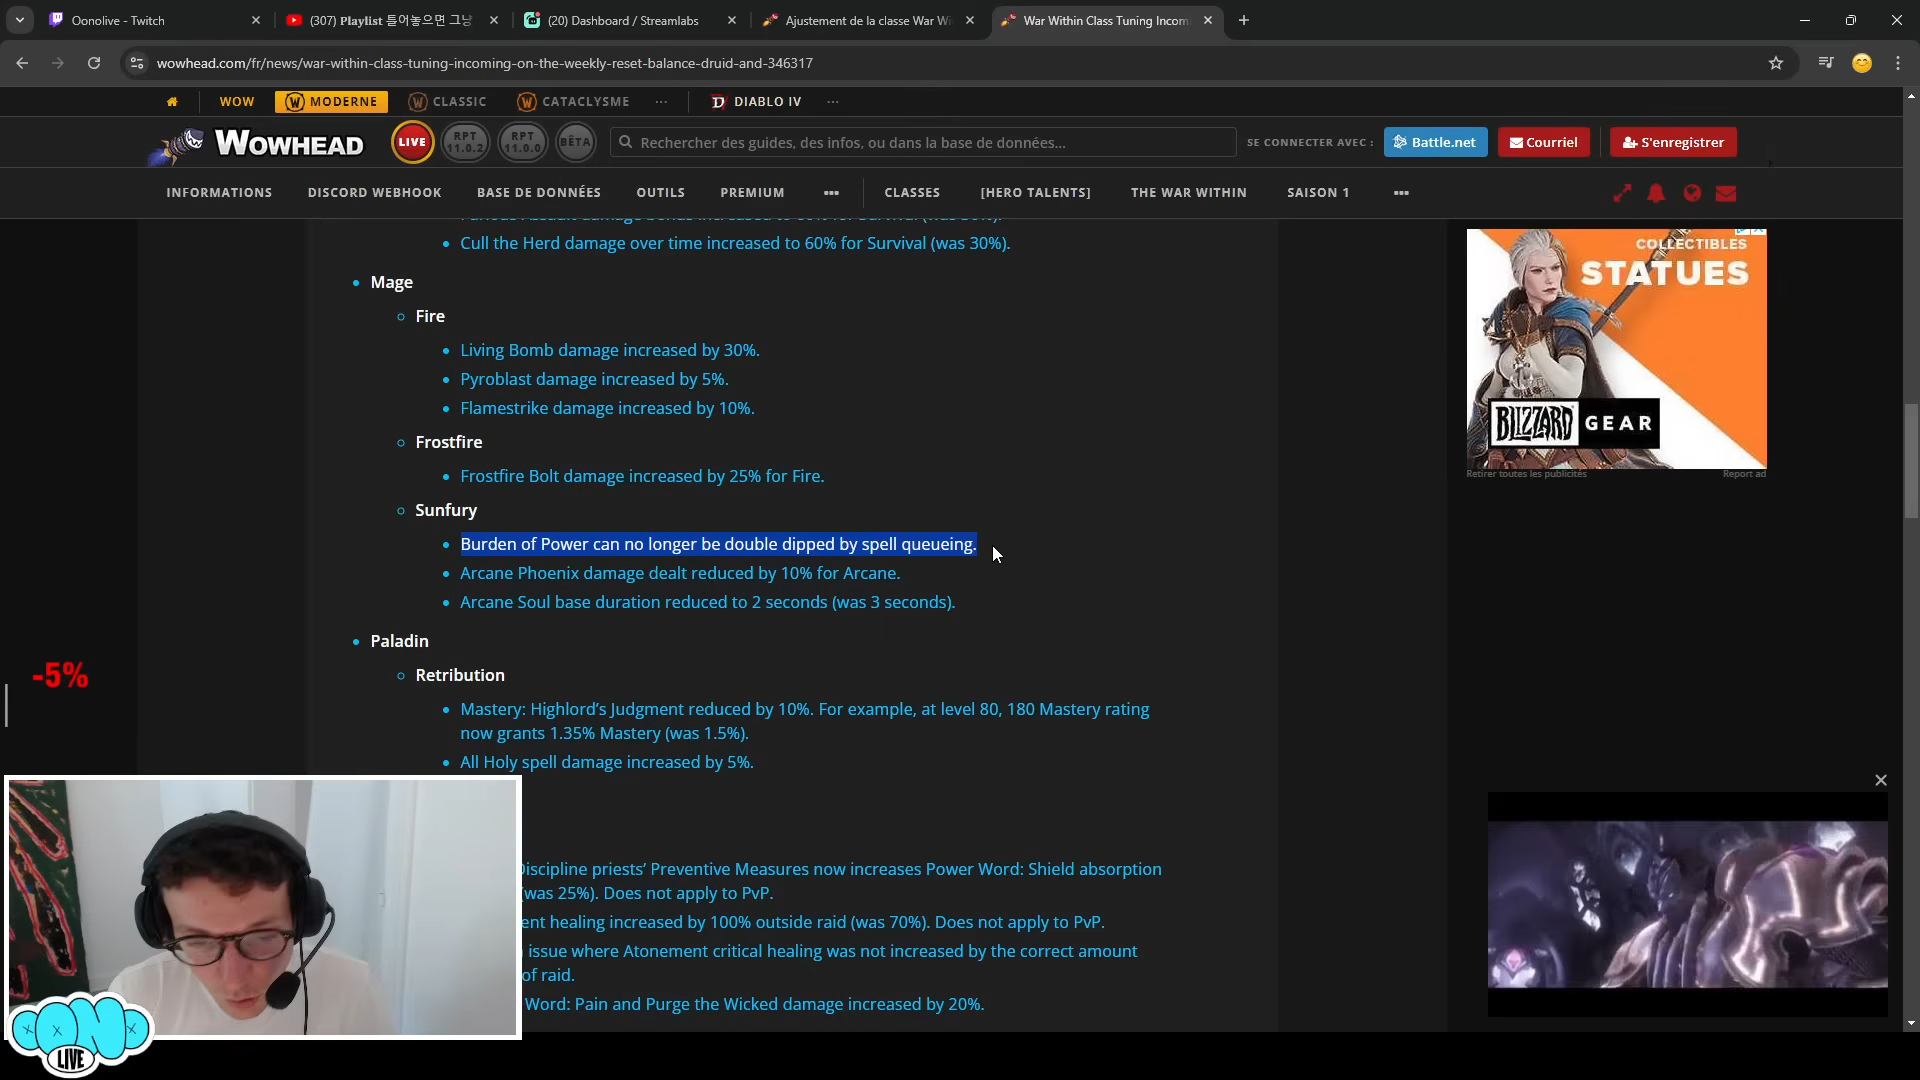 Oonolive - Twitch
(307) Playlist 틀어놓으면 그냥
(20) Dashboard / Streamlabs
Ajustement de la classe War Wi
War Within Class Tuning Incom
wowhead.com/fr/news/war-within-class-tuning-incoming-on-the-weekly-reset-balance-druid-and-346317
WOW
MODERNE
CLASSIC
CATACLYSME
DIABLO IV
WOWHEAD
LIVE
RPT 11.0.2
RPT 11.0.0
BÊTA
Rechercher des guides, des infos, ou dans la base de données...
SE CONNECTER AVEC :
Battle.net
Courriel
S'enregistrer
INFORMATIONS
DISCORD WEBHOOK
BASE DE DONNÉES
OUTILS
PREMIUM
CLASSES
[HERO TALENTS]
THE WAR WITHIN
SAISON 1
Cull the Herd damage over time increased to 60% for Survival (was 30%).
Mage
Fire
Living Bomb damage increased by 30%.
Pyroblast damage increased by 5%.
Flamestrike damage increased by 10%.
Frostfire
Frostfire Bolt damage increased by 25% for Fire.
Sunfury
Burden of Power can no longer be double dipped by spell queueing.
Arcane Phoenix damage dealt reduced by 10% for Arcane.
Arcane Soul base duration reduced to 2 seconds (was 3 seconds).
Paladin
Retribution
Mastery: Highlord’s Judgment reduced by 10%. For example, at level 80, 180 Mastery rating
now grants 1.35% Mastery (was 1.5%).
All Holy spell damage increased by 5%.
Discipline priests’ Preventive Measures now increases Power Word: Shield absorption
(was 25%). Does not apply to PvP.
ent healing increased by 100% outside raid (was 70%). Does not apply to PvP.
issue where Atonement critical healing was not increased by the correct amount
of raid.
Word: Pain and Purge the Wicked damage increased by 20%.
COLLECTIBLES
STATUES
BLIZZARD GEAR
Retirer toutes les publicités
Report ad
-5%
OONO
LIVE